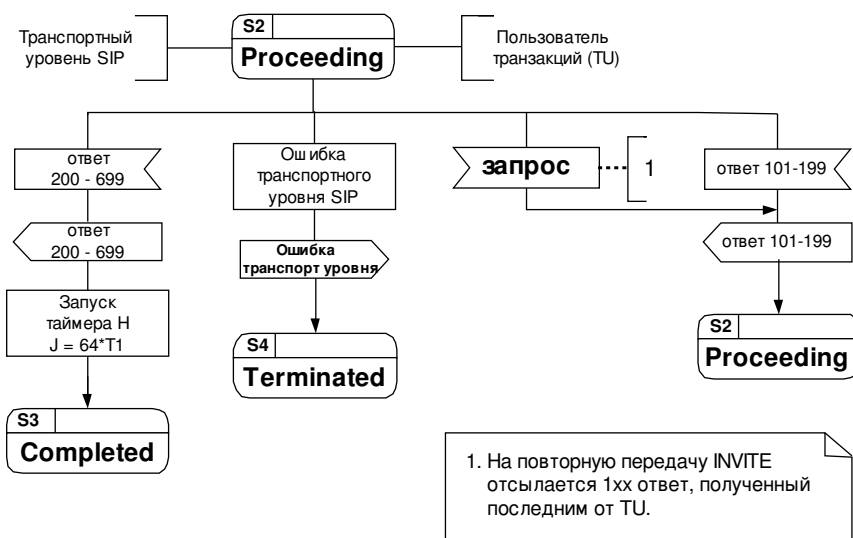 Транспортный
уровень SIP
S2
Proceeding
Пользователь
транзакций (TU)
ответ
200 - 699
ответ
200 - 699
Запуск
таймера H
J = 64*T1
S3
Completed
Ошибка
транспортного
уровня SIP
Ошибка
транспорт уровня
S4
Terminated
запрос
1
ответ 101-199
ответ 101-199
S2
Proceeding
1. На повторную передачу INVITE
отсылается 1xx ответ, полученный
последним от TU.